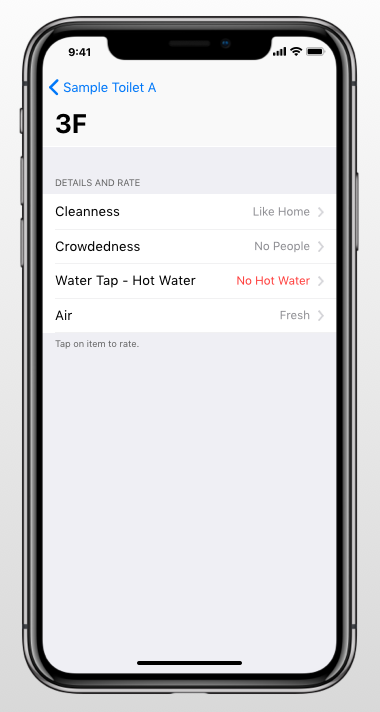 9:41
Sample Toilet A
3F
DETAILS AND RATE
Cleanness Like Home
Crowdedness No People
Water Tap - Hot Water No Hot Water
Air Fresh
Tap on item to rate.